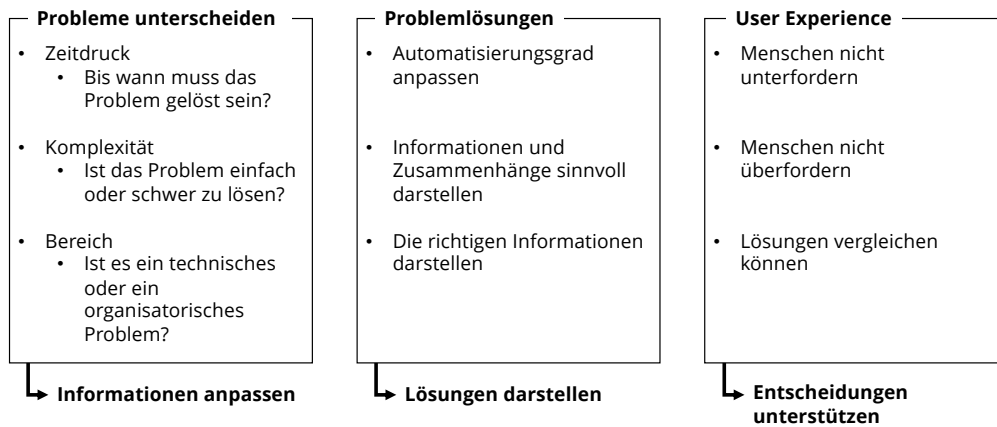 Probleme unterscheiden
• Zeitdruck
• Bis wann muss das
Problem gelöst sein?
• Komplexität
• Ist das Problem einfach
oder schwer zu lösen?
• Bereich
• Ist es ein technisches
oder ein
organisatorisches
Problem?
Informationen anpassen
Problemlösungen
• Automatisierungsgrad
anpassen
• Informationen und
Zusammenhänge sinnvoll
darstellen
• Die richtigen Informationen
darstellen
Lösungen darstellen
User Experience
• Menschen nicht
unterfordern
• Menschen nicht
überfordern
• Lösungen vergleichen
können
Entscheidungen
unterstützen